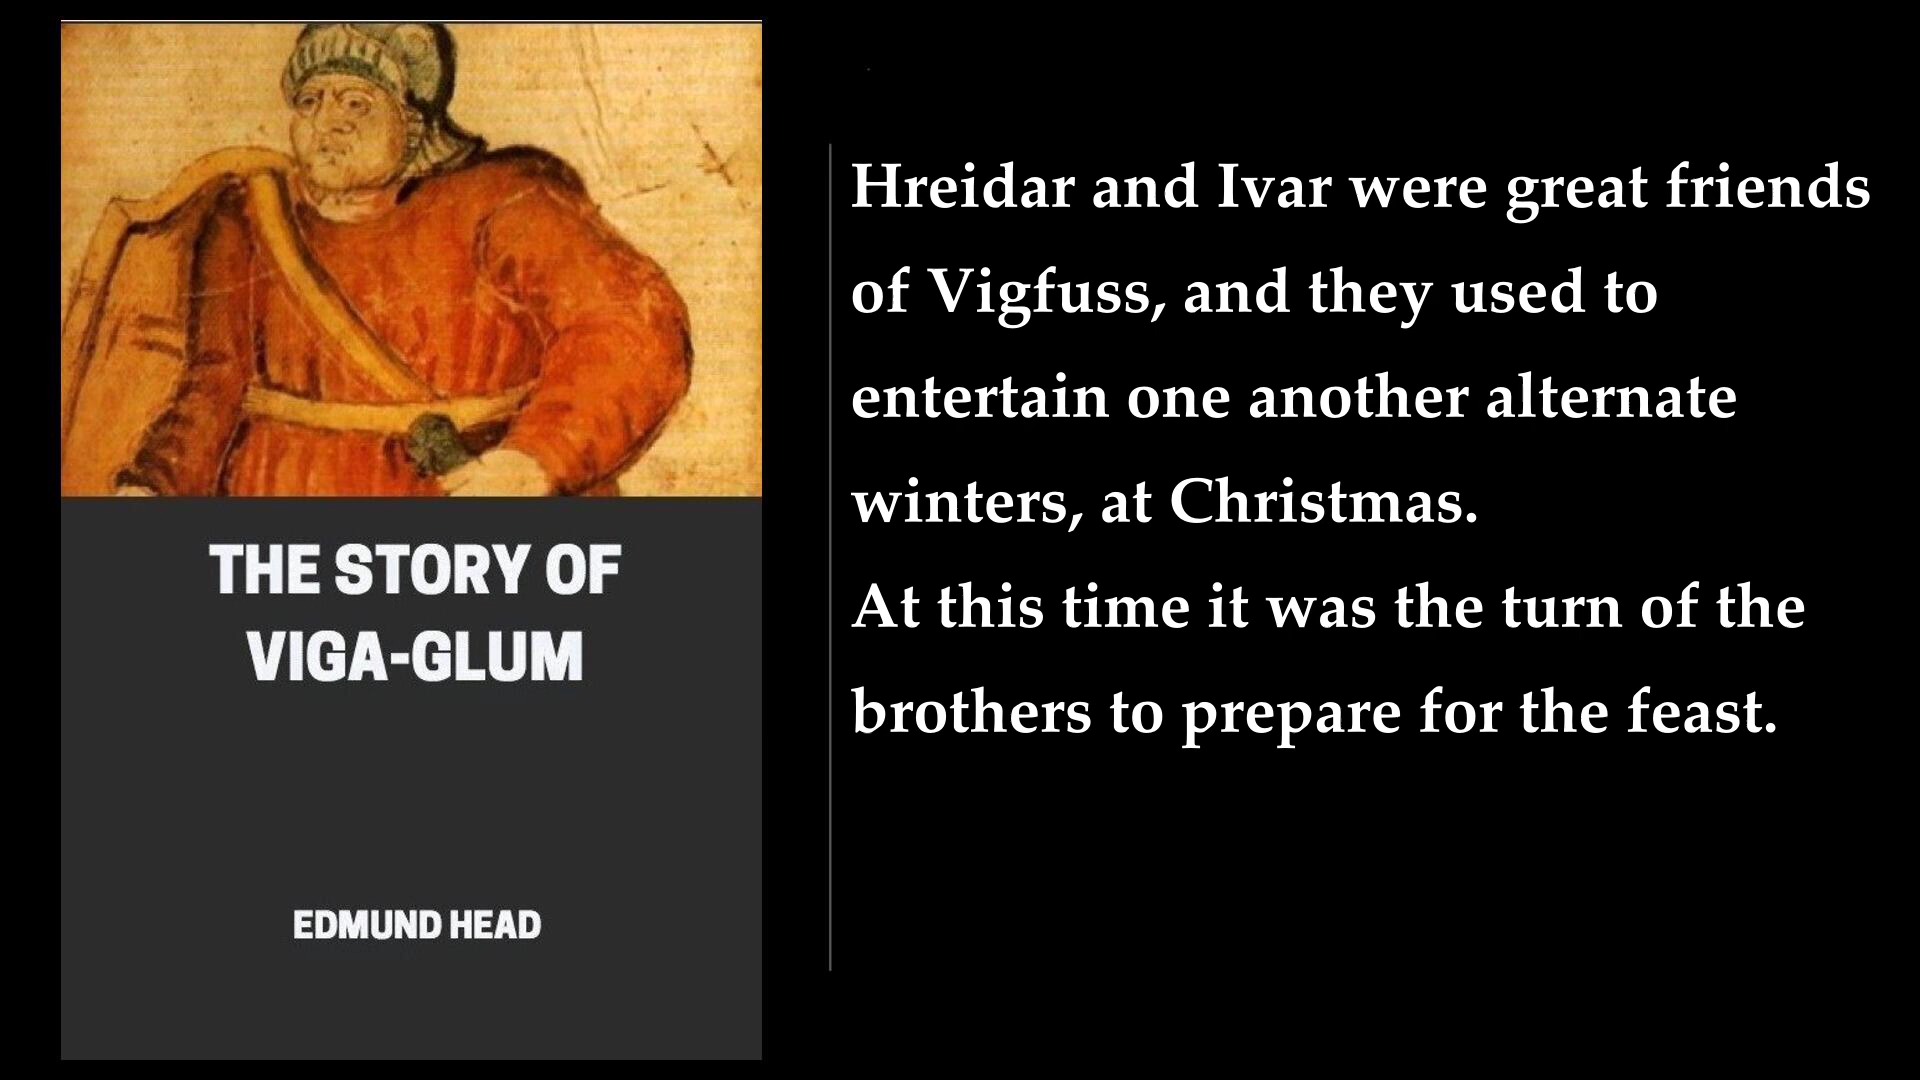 THE STORY OF
VIGA-GLUM
EDMUND HEAD
Hreidar and Ivar were great friends
of Vigfuss, and they used to
entertain one another alternate
winters, at Christmas.
At this time it was the turn of the
brothers to prepare for the feast.